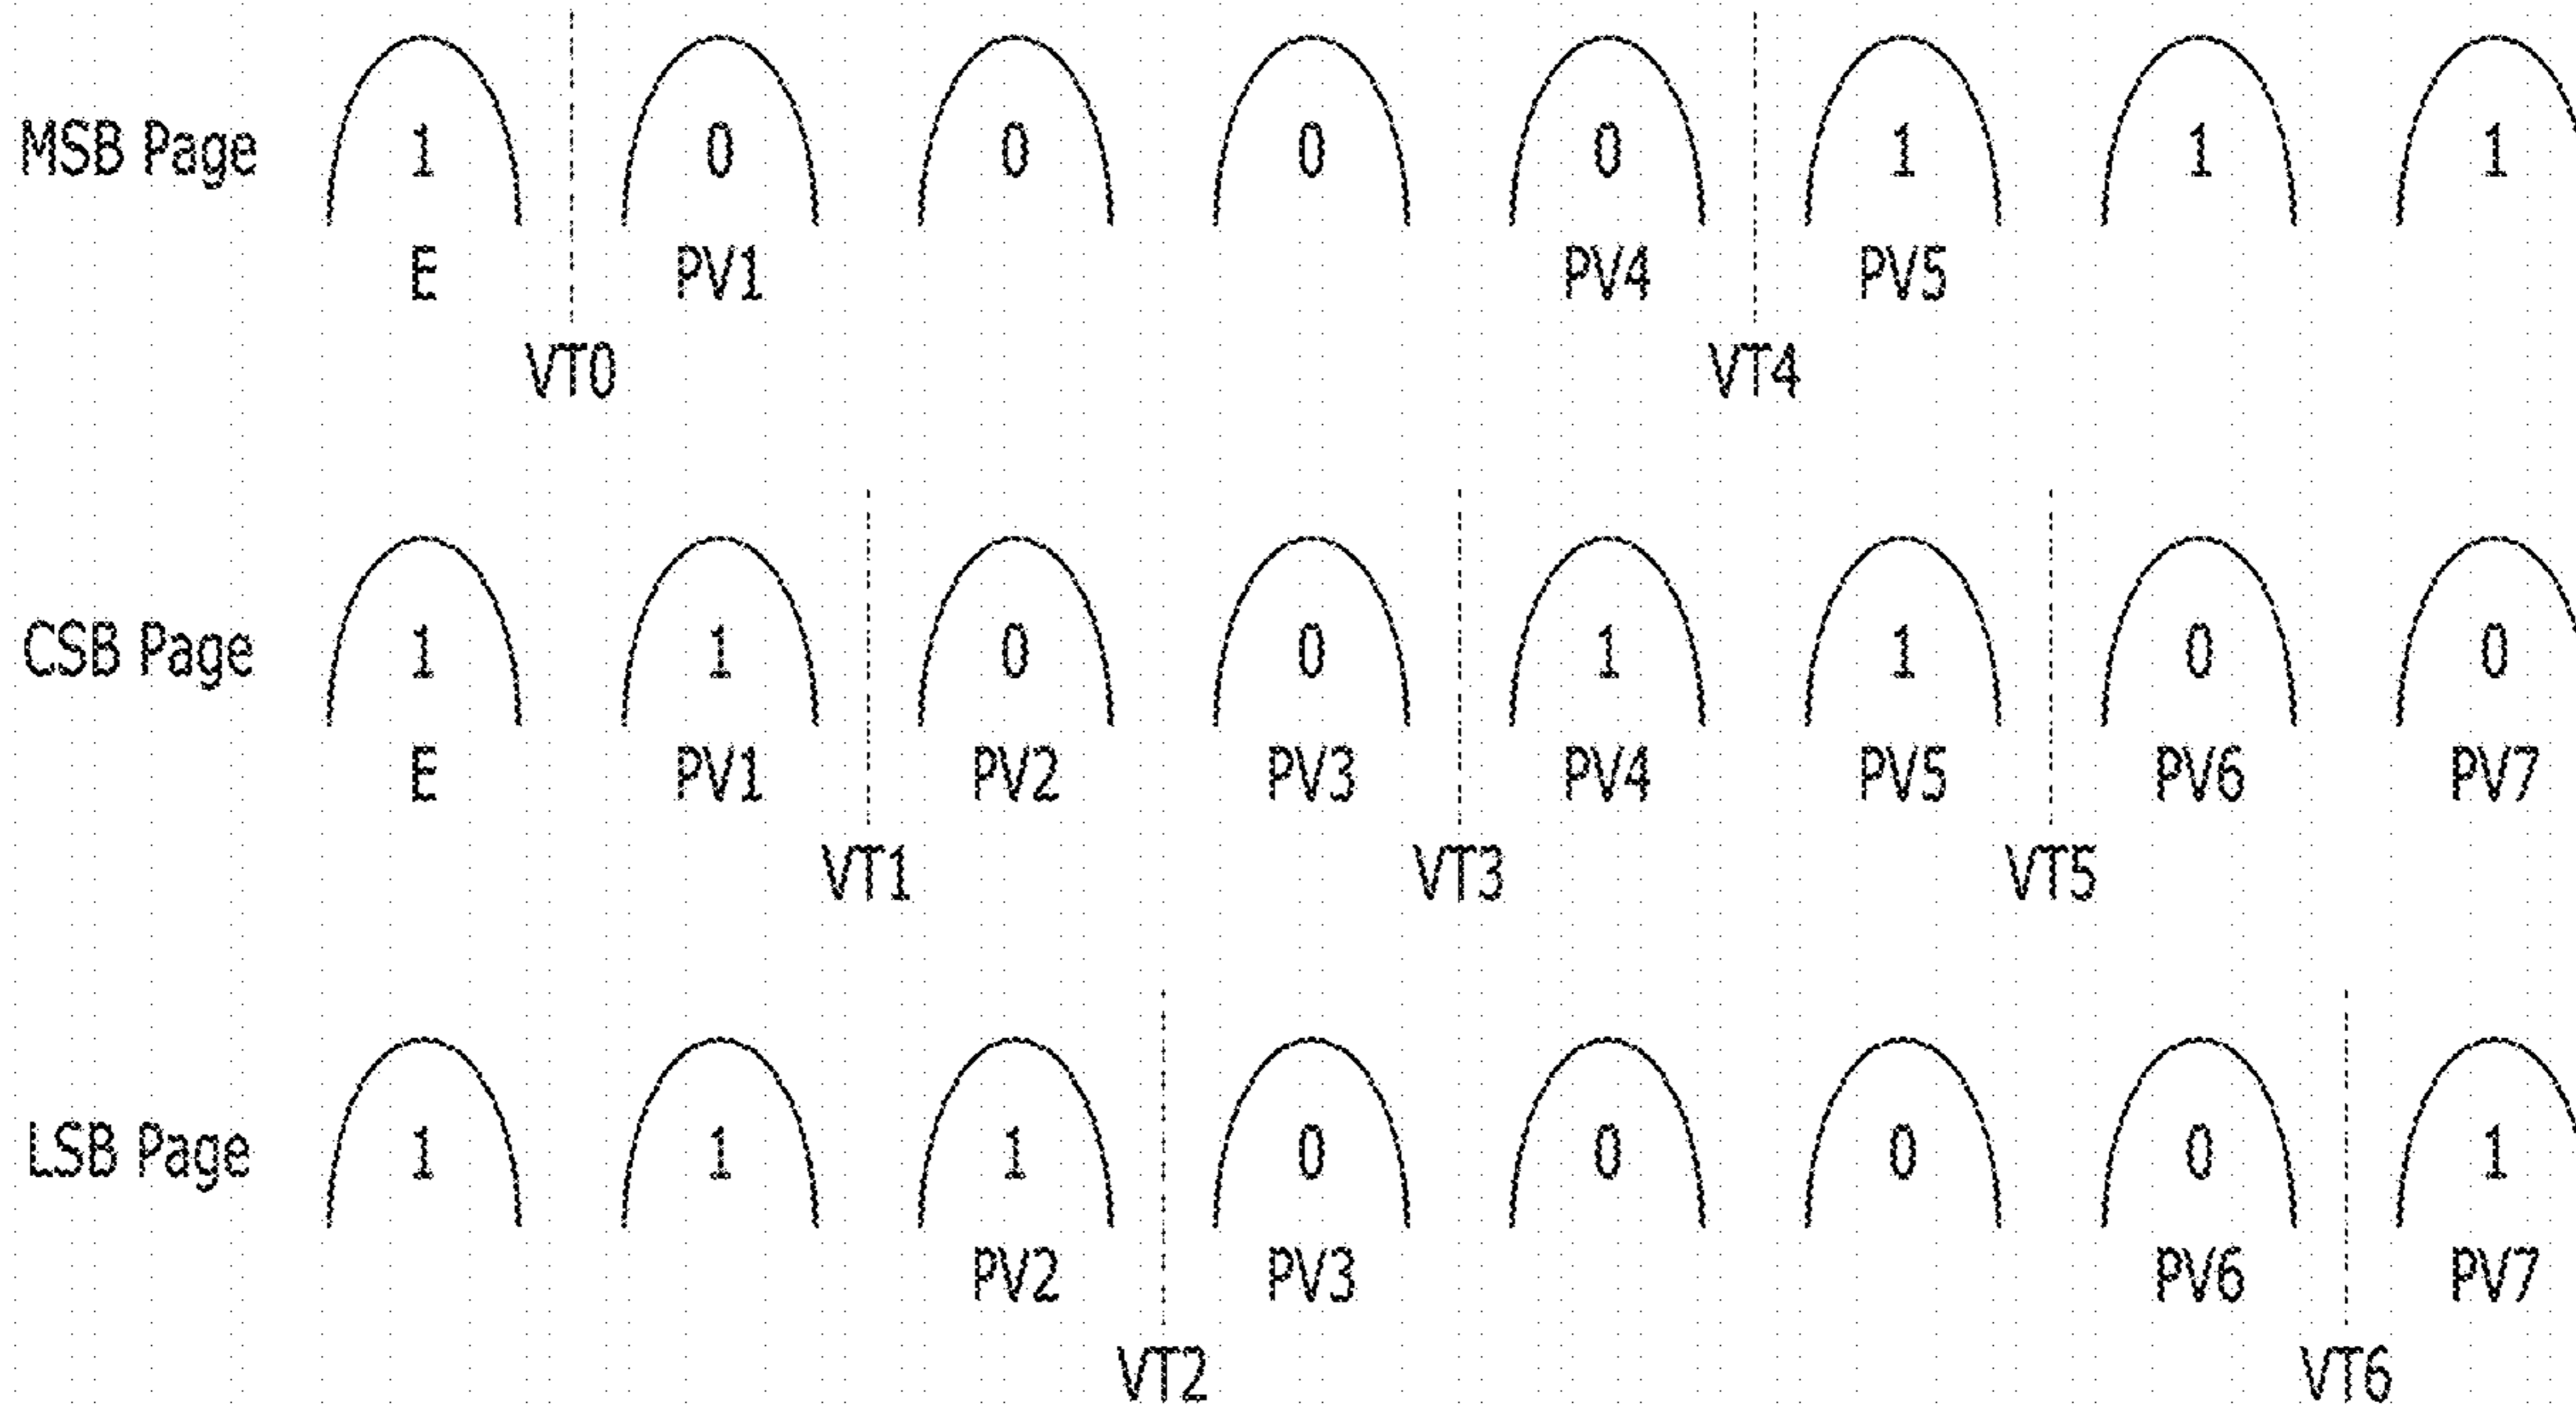 MSB Page 1 0 0 0 0 1 1 1
E PV1 PV4 PV5
VT0 VT4
CSB Page 1 1 0 0 1 1 0 0
E PV1 PV2 PV3 PV4 PV5 PV6 PV7
VT1 VT3 VT5
LSB Page 1 1 1 0 0 0 0 1
PV2 PV3 PV6 PV7
VT2 VT6